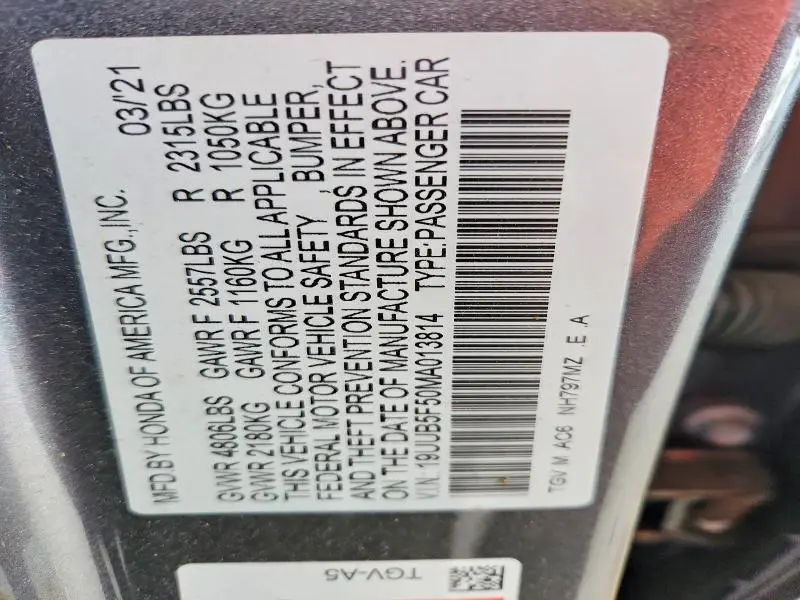 MFD.BY HONDA OF AMERICA MFG.,INC. 03/'21
GVWR 4806LBS GAWR F 2557LBS R 2315LBS
GVWR 2180KG GAWR F 1160KG R 1050KG
THIS VEHICLE CONFORMS TO ALL APPLICABLE
FEDERAL MOTOR VEHICLE SAFETY , BUMPER,
AND THEFT PREVENTION STANDARDS IN EFFECT
ON THE DATE OF MANUFACTURE SHOWN ABOVE.
V.I.N. 19UUB5F50MA013814 TYPE:PASSENGER CAR
TGV M AC6 NH797MZ .E .A
TGV-A5